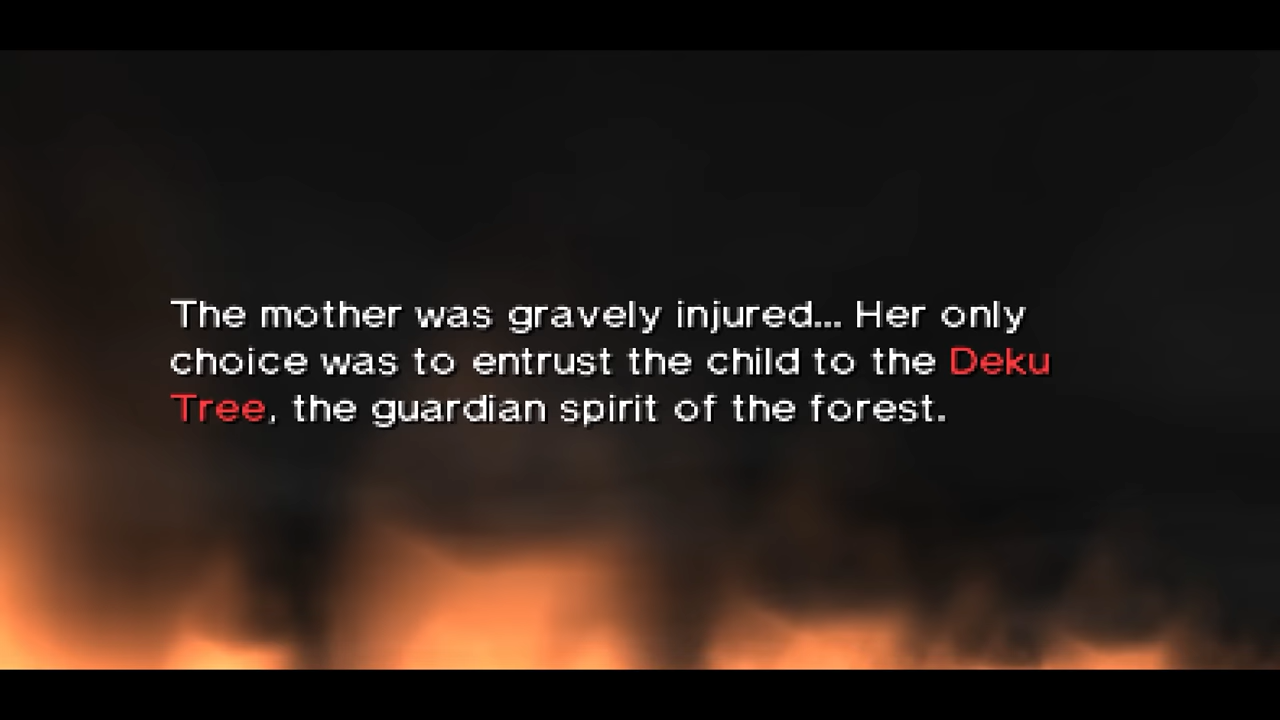 The mother was gravely injured... Her only
choice was to entrust the child to the Deku
Tree, the guardian spirit of the forest.